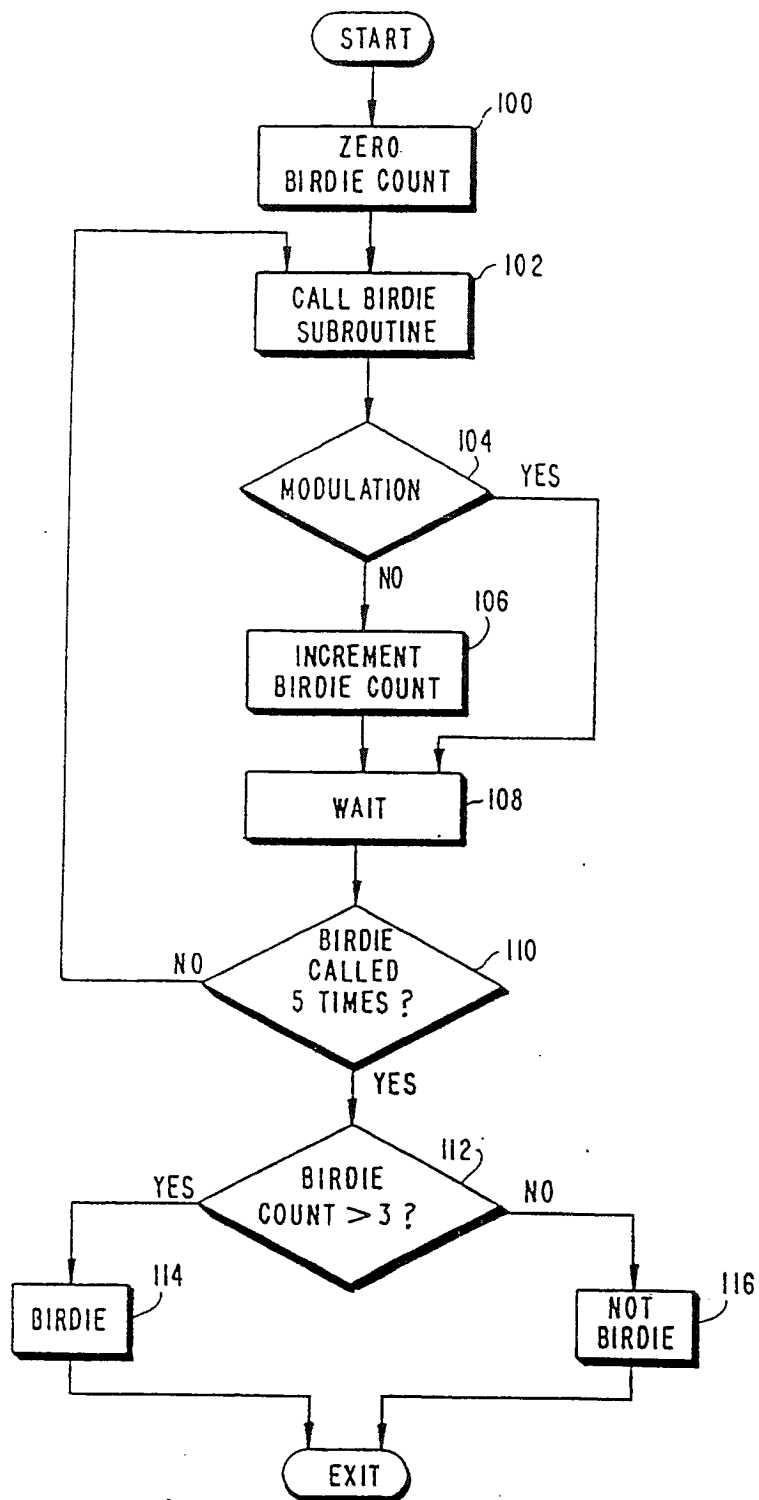 START
100
ZERO
BIRDIE COUNT
102
CALL BIRDIE
SUBROUTINE
104
MODULATION
YES
NO
106
INCREMENT
BIRDIE COUNT
WAIT
108
BIRDIE
CALLED
5 TIMES?
110
NO
YES
112
BIRDIE
COUNT > 3 ?
YES
NO
114
BIRDIE
116
NOT
BIRDIE
EXIT